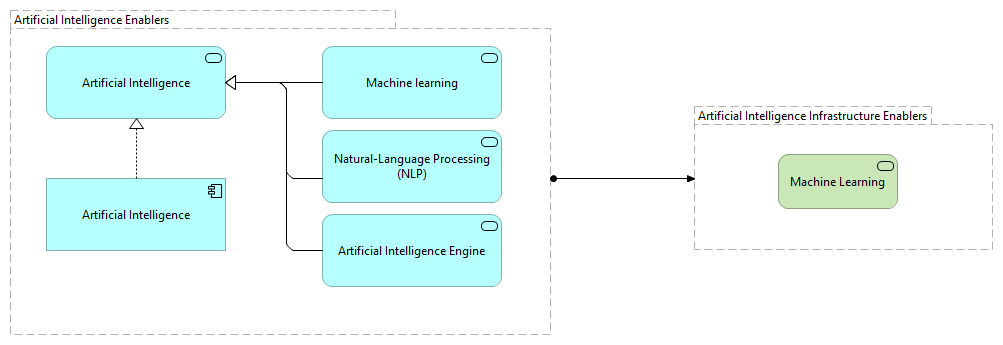 Artificial Intelligence Enablers
Artificial Intelligence
Machine learning
Artificial Intelligence Infrastructure Enablers
Natural-Language Processing
(NLP)
Machine Learning
Artificial Intelligence
Artificial Intelligence Engine